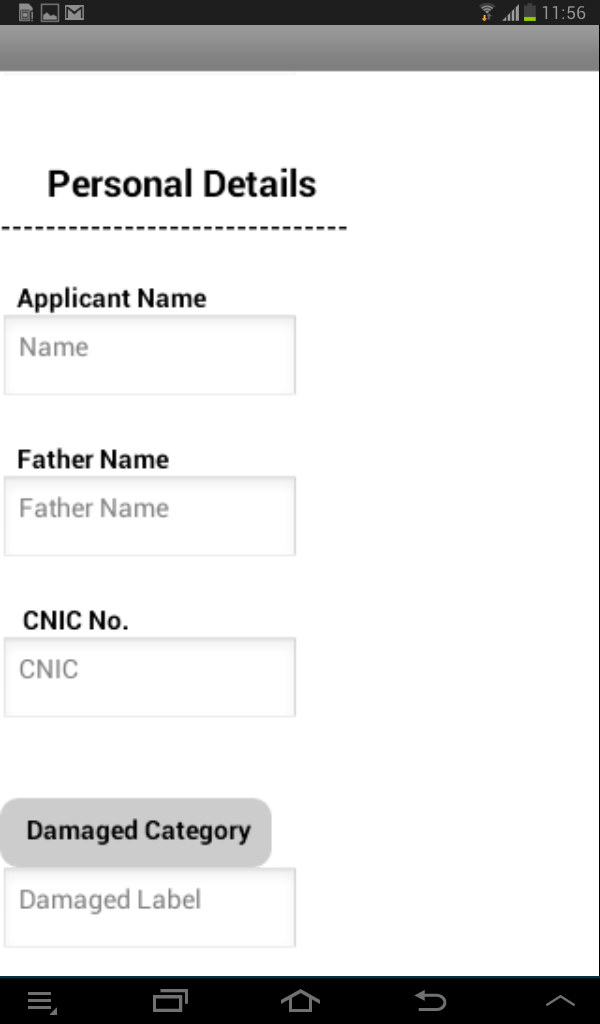 11:56
Personal Details
-------------------------------
Applicant Name
Name
Father Name
Father Name
CNIC No.
CNIC
Damaged Category
Damaged Label